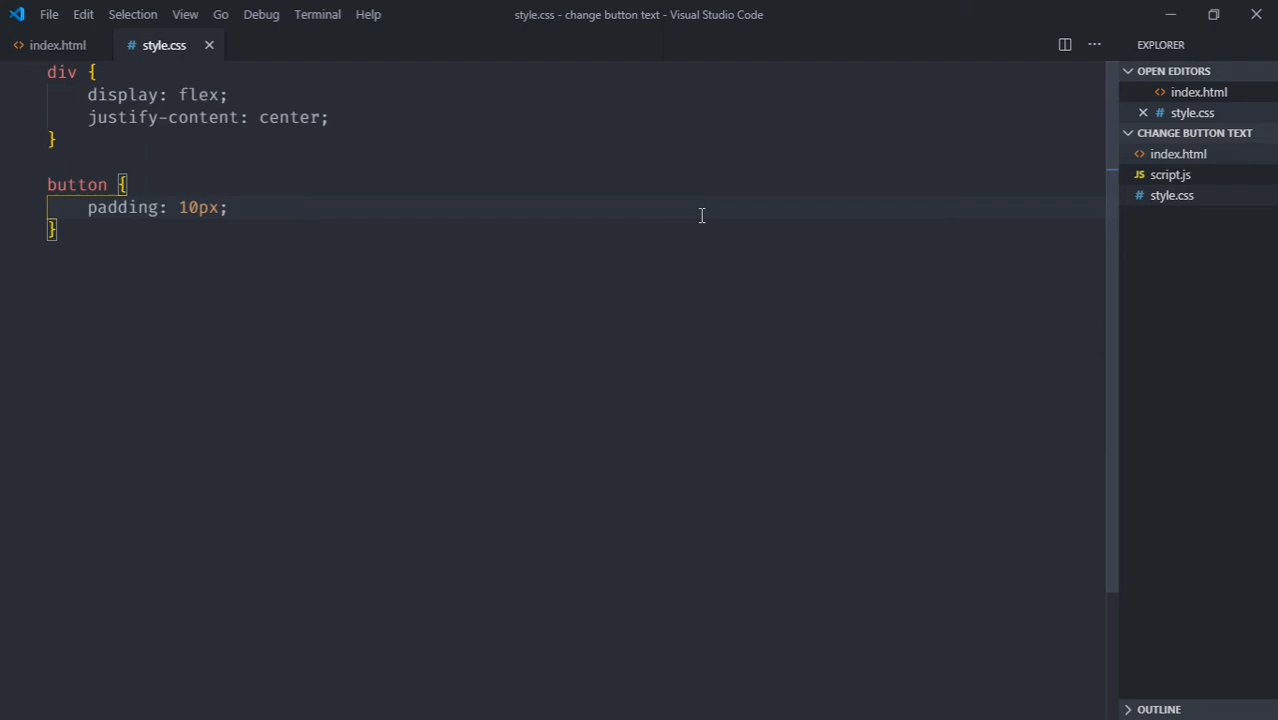 File Edit Selection View Go Debug Terminal Help style.css - change button text - Visual Studio Code
index.html # style.css EXPLORER
div {
display: flex;
justify-content: center;
}
button {
padding: 10px;
}
OPEN EDITORS
index.html
# style.css
CHANGE BUTTON TEXT
index.html
JS script.js
# style.css
OUTLINE